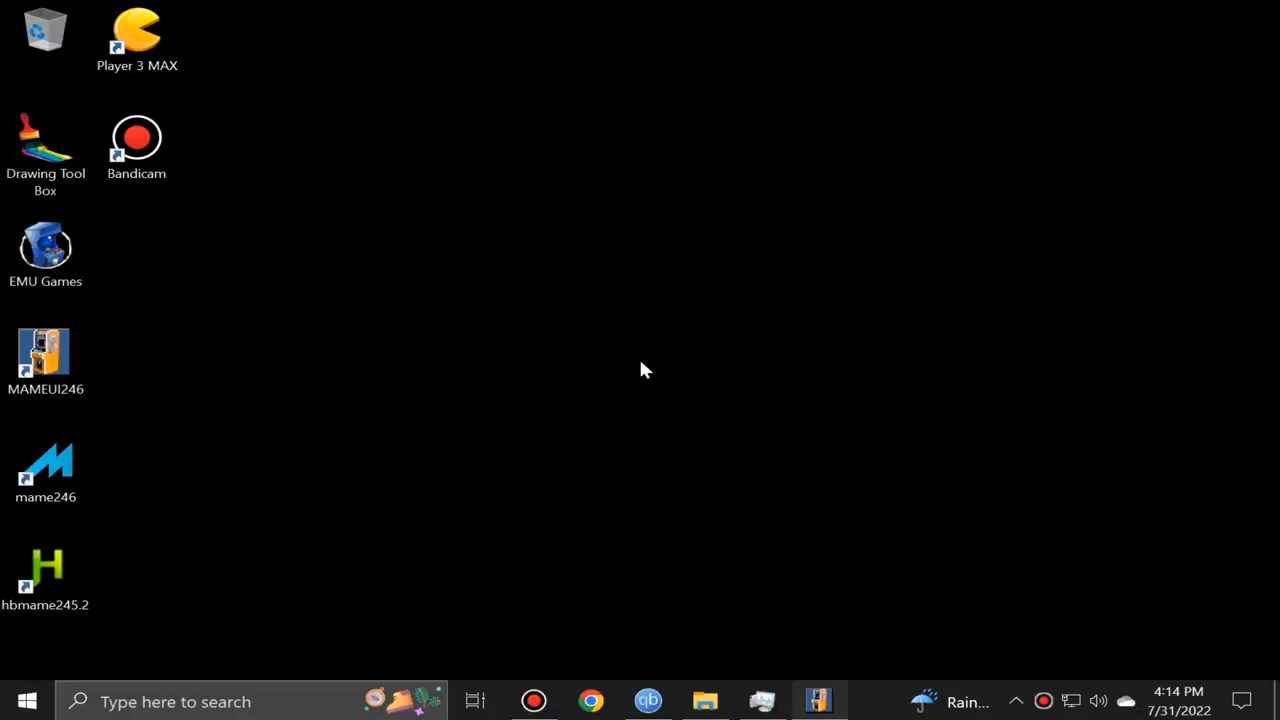 Player 3 MAX
Drawing Tool
Box
Bandicam
EMU Games
MAMEUI246
mame246
H
hbmame245.2
Type here to search
qb
Rain...
4:14 PM
7/31/2022